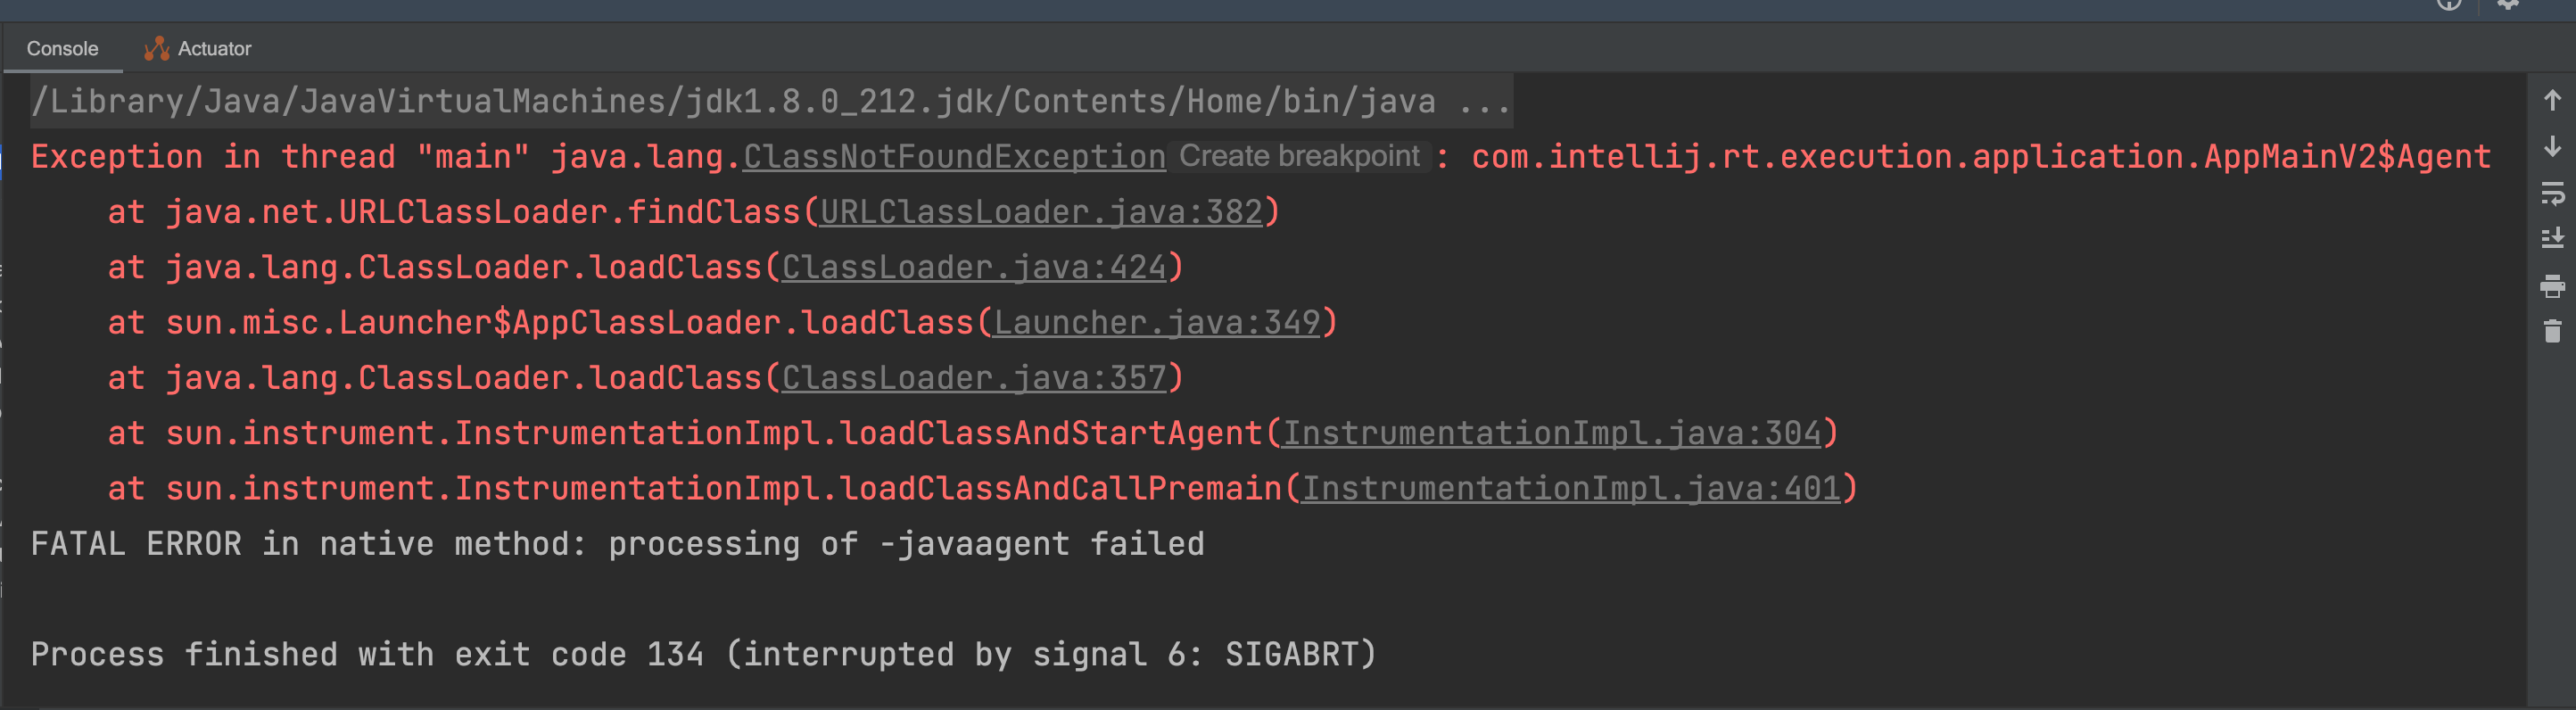 Console Actuator
/Library/Java/JavaVirtualMachines/jdk1.8.0_212.jdk/Contents/Home/bin/java ...
Exception in thread "main" java.lang.ClassNotFoundException Create breakpoint : com.intellij.rt.execution.application.AppMainV2$Agent
at java.net.URLClassLoader.findClass(URLClassLoader.java:382)
at java.lang.ClassLoader.loadClass(ClassLoader.java:424)
at sun.misc.Launcher$AppClassLoader.loadClass(Launcher.java:349)
at java.lang.ClassLoader.loadClass(ClassLoader.java:357)
at sun.instrument.InstrumentationImpl.loadClassAndStartAgent(InstrumentationImpl.java:304)
at sun.instrument.InstrumentationImpl.loadClassAndCallPremain(InstrumentationImpl.java:401)
FATAL ERROR in native method: processing of -javaagent failed
Process finished with exit code 134 (interrupted by signal 6: SIGABRT)